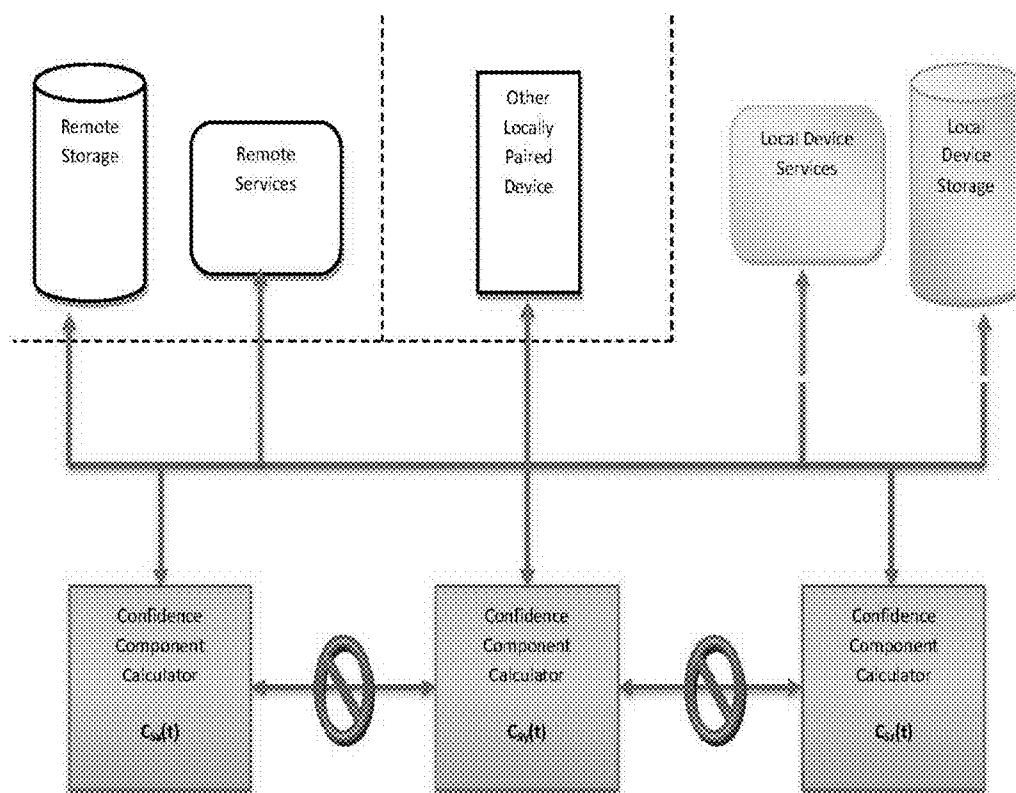 Remote
Storage
Remote
Services
Other
Locally
Paired
Device
Local Device
Services
Local
Device
Storage
Confidence
Component
Calculator
Confidence
Component
Calculator
Confidence
Component
Calculator